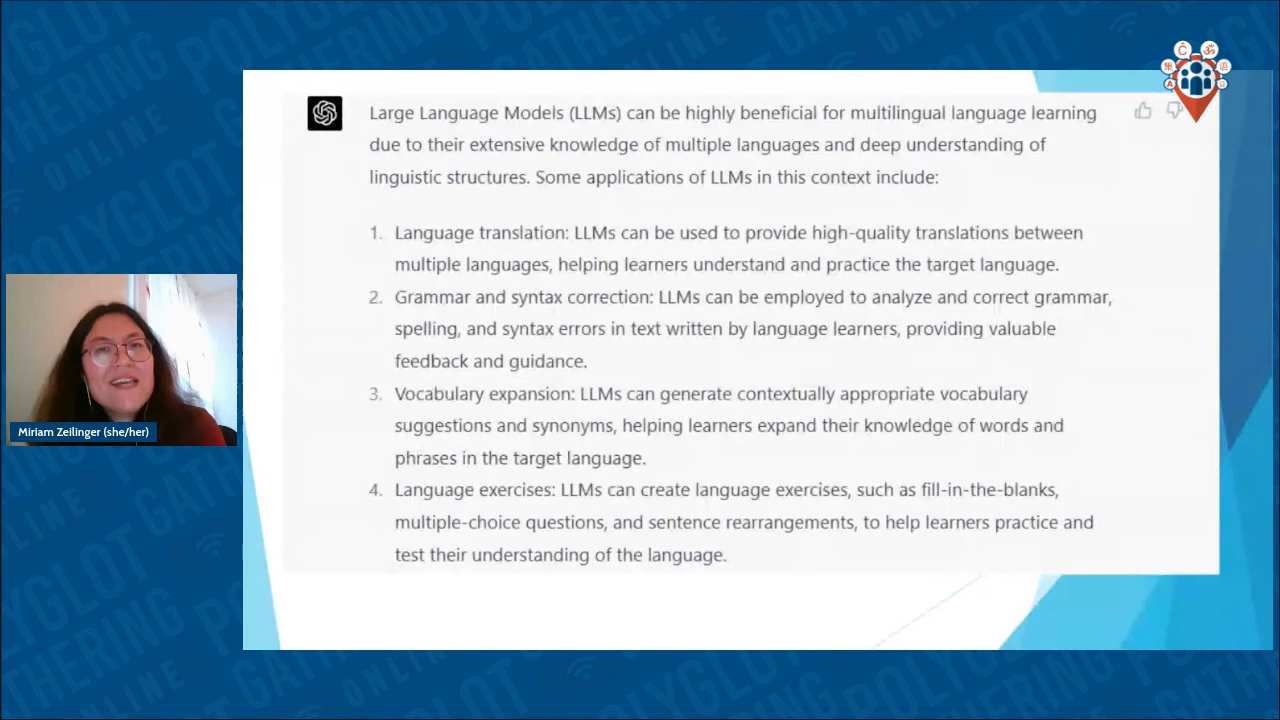 Large Language Models (LLMs) can be highly beneficial for multilingual language learning
due to their extensive knowledge of multiple languages and deep understanding of
linguistic structures. Some applications of LLMs in this context include:
1. Language translation: LLMs can be used to provide high-quality translations between
multiple languages, helping learners understand and practice the target language.
2. Grammar and syntax correction: LLMs can be employed to analyze and correct grammar,
spelling, and syntax errors in text written by language learners, providing valuable
feedback and guidance.
3. Vocabulary expansion: LLMs can generate contextually appropriate vocabulary
suggestions and synonyms, helping learners expand their knowledge of words and
phrases in the target language.
4. Language exercises: LLMs can create language exercises, such as fill-in-the-blanks,
multiple-choice questions, and sentence rearrangements, to help learners practice and
test their understanding of the language.
Miriam Zeilinger (she/her)
POLYGLOT
GATHERING
ONLINE
Ĉ
ॐ
集
语
A